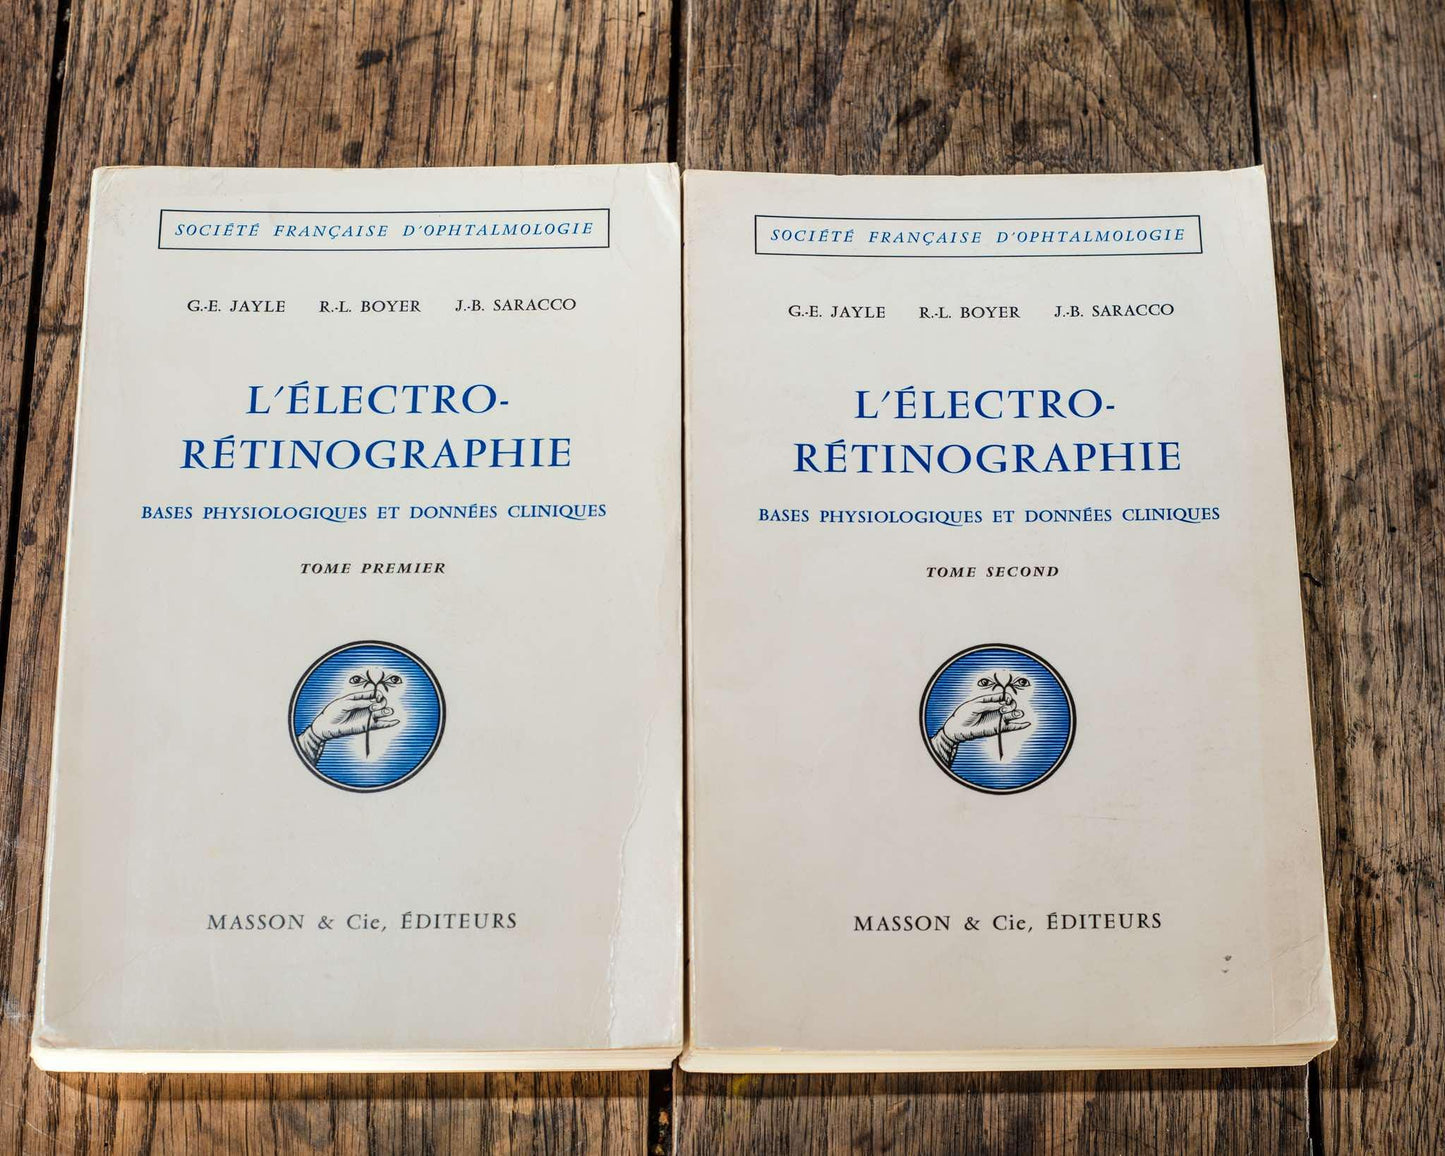 SOCIÉTÉ FRANÇAISE D'OPHTALMOLOGIE
G.-E. JAYLE R.-L. BOYER J.-B. SARACCO
L'ÉLECTRO-
RÉTINOGRAPHIE
BASES PHYSIOLOGIQUES ET DONNÉES CLINIQUES
TOME PREMIER
MASSON & Cie, ÉDITEURS
SOCIÉTÉ FRANÇAISE D'OPHTALMOLOGIE
G.-E. JAYLE R.-L. BOYER J.-B. SARACCO
L'ÉLECTRO-
RÉTINOGRAPHIE
BASES PHYSIOLOGIQUES ET DONNÉES CLINIQUES
TOME SECOND
MASSON & Cie, ÉDITEURS